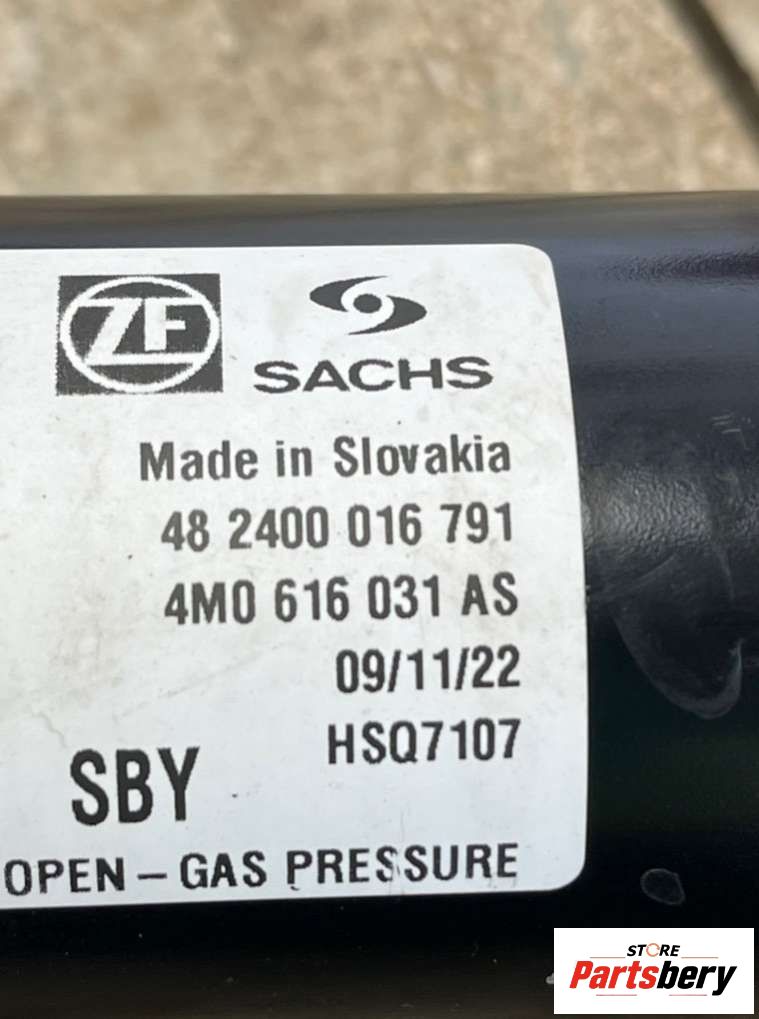 ZF SACHS
Made in Slovakia
48 2400 016 791
4M0 616 031 AS
09/11/22
HSQ7107
SBY
OPEN – GAS PRESSURE
STORE
Partsbery